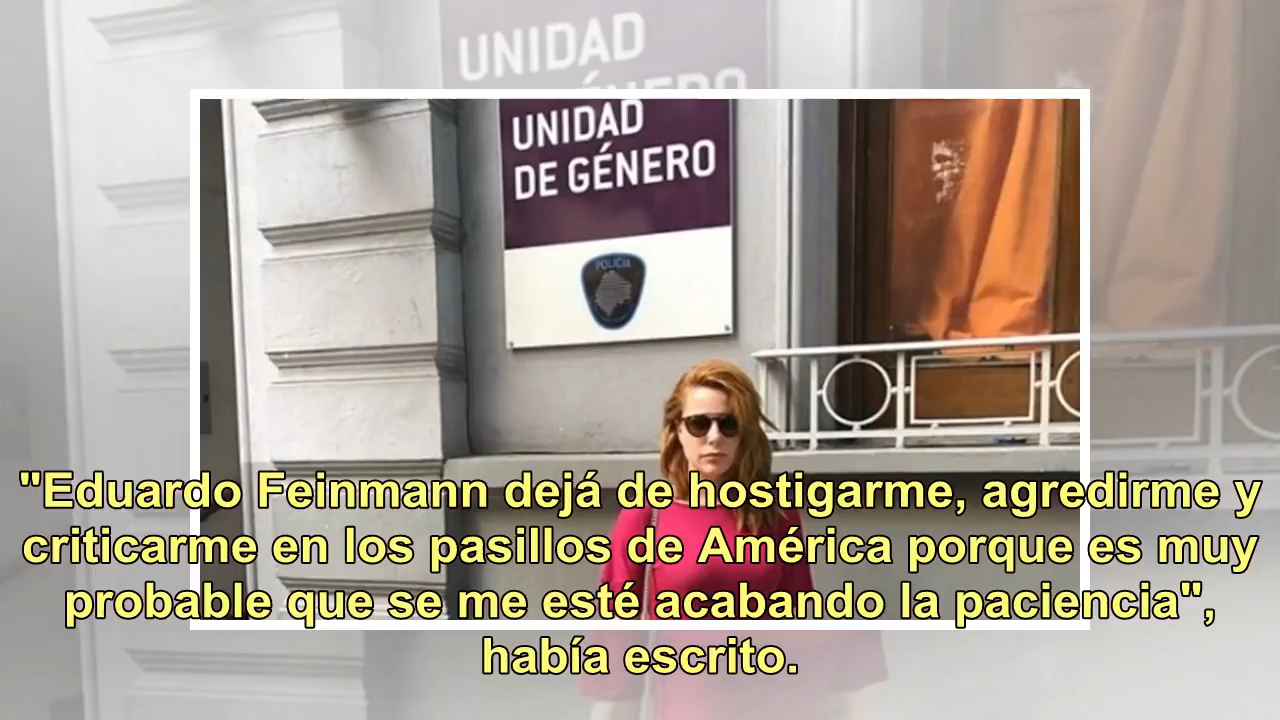 UNIDAD
UNIDAD
DE GÉNERO
POLICÍA
"Eduardo Feinmann dejá de hostigarme, agredirme y
criticarme en los pasillos de América porque es muy
probable que se me esté acabando la paciencia",
había escrito.